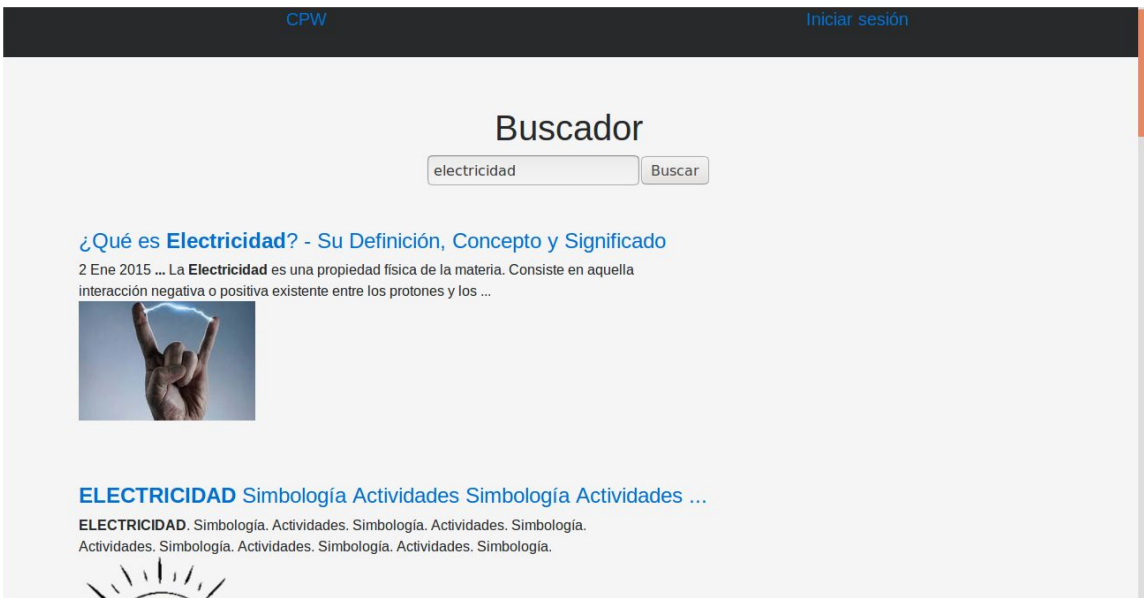 CPW
Iniciar sesión
Buscador
electricidad
Buscar
¿Qué es Electricidad? - Su Definición, Concepto y Significado
2 Ene 2015 ... La Electricidad es una propiedad física de la materia. Consiste en aquella
interacción negativa o positiva existente entre los protones y los ...
ELECTRICIDAD Simbología Actividades Simbología Actividades ...
ELECTRICIDAD. Simbología. Actividades. Simbología. Actividades. Simbología.
Actividades. Simbología. Actividades. Simbología. Actividades. Simbología.